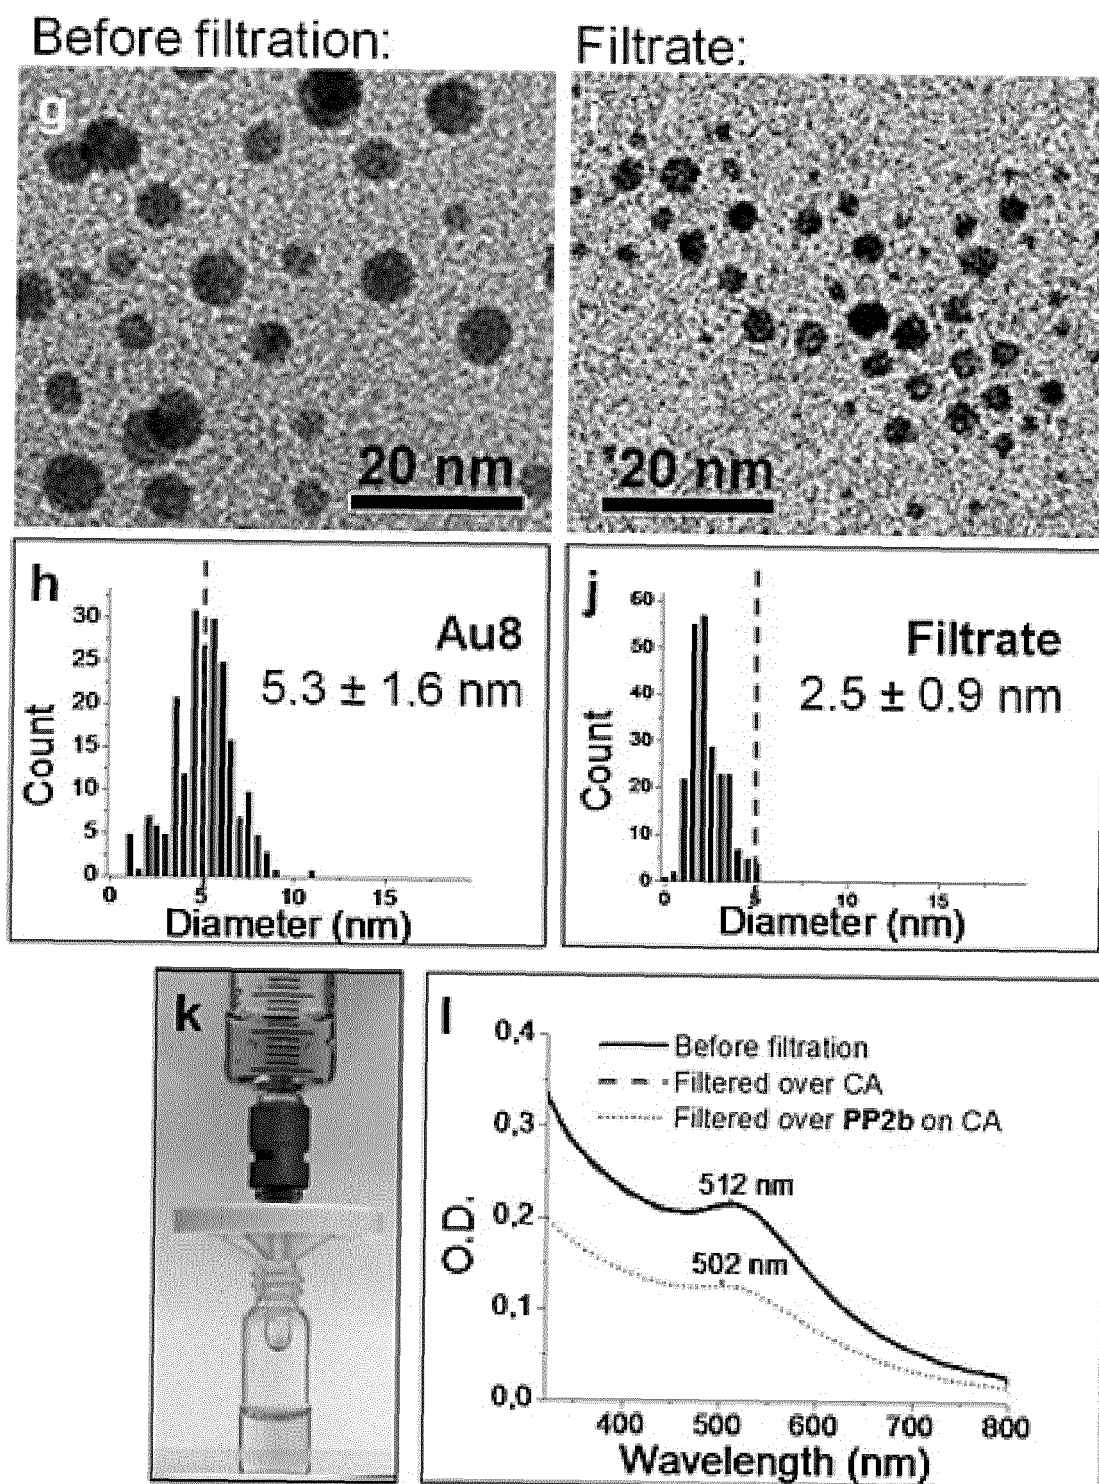 Before filtration:
Filtrate:
g
i
20 nm
20 nm
h
Au8
5.3 ± 1.6 nm
30
25
20
15
10
5
0
Count
0
5
10
15
Diameter (nm)
j
Filtrate
2.5 ± 0.9 nm
60
50
40
30
20
10
0
Count
0
5
10
15
Diameter (nm)
k
l
0,4
0,3
0,2
0,1
0,0
O.D.
Before filtration
Filtered over CA
Filtered over PP2b on CA
512 nm
502 nm
400
500
600
700
800
Wavelength (nm)